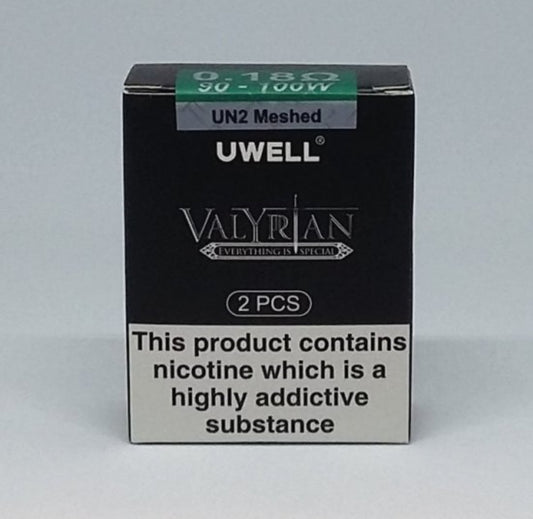 0.18Ω
90 - 100W
UN2 Meshed
UWELL®
VALYRIAN
EVERYTHING IS SPECIAL
2 PCS
This product contains
nicotine which is a
highly addictive
substance